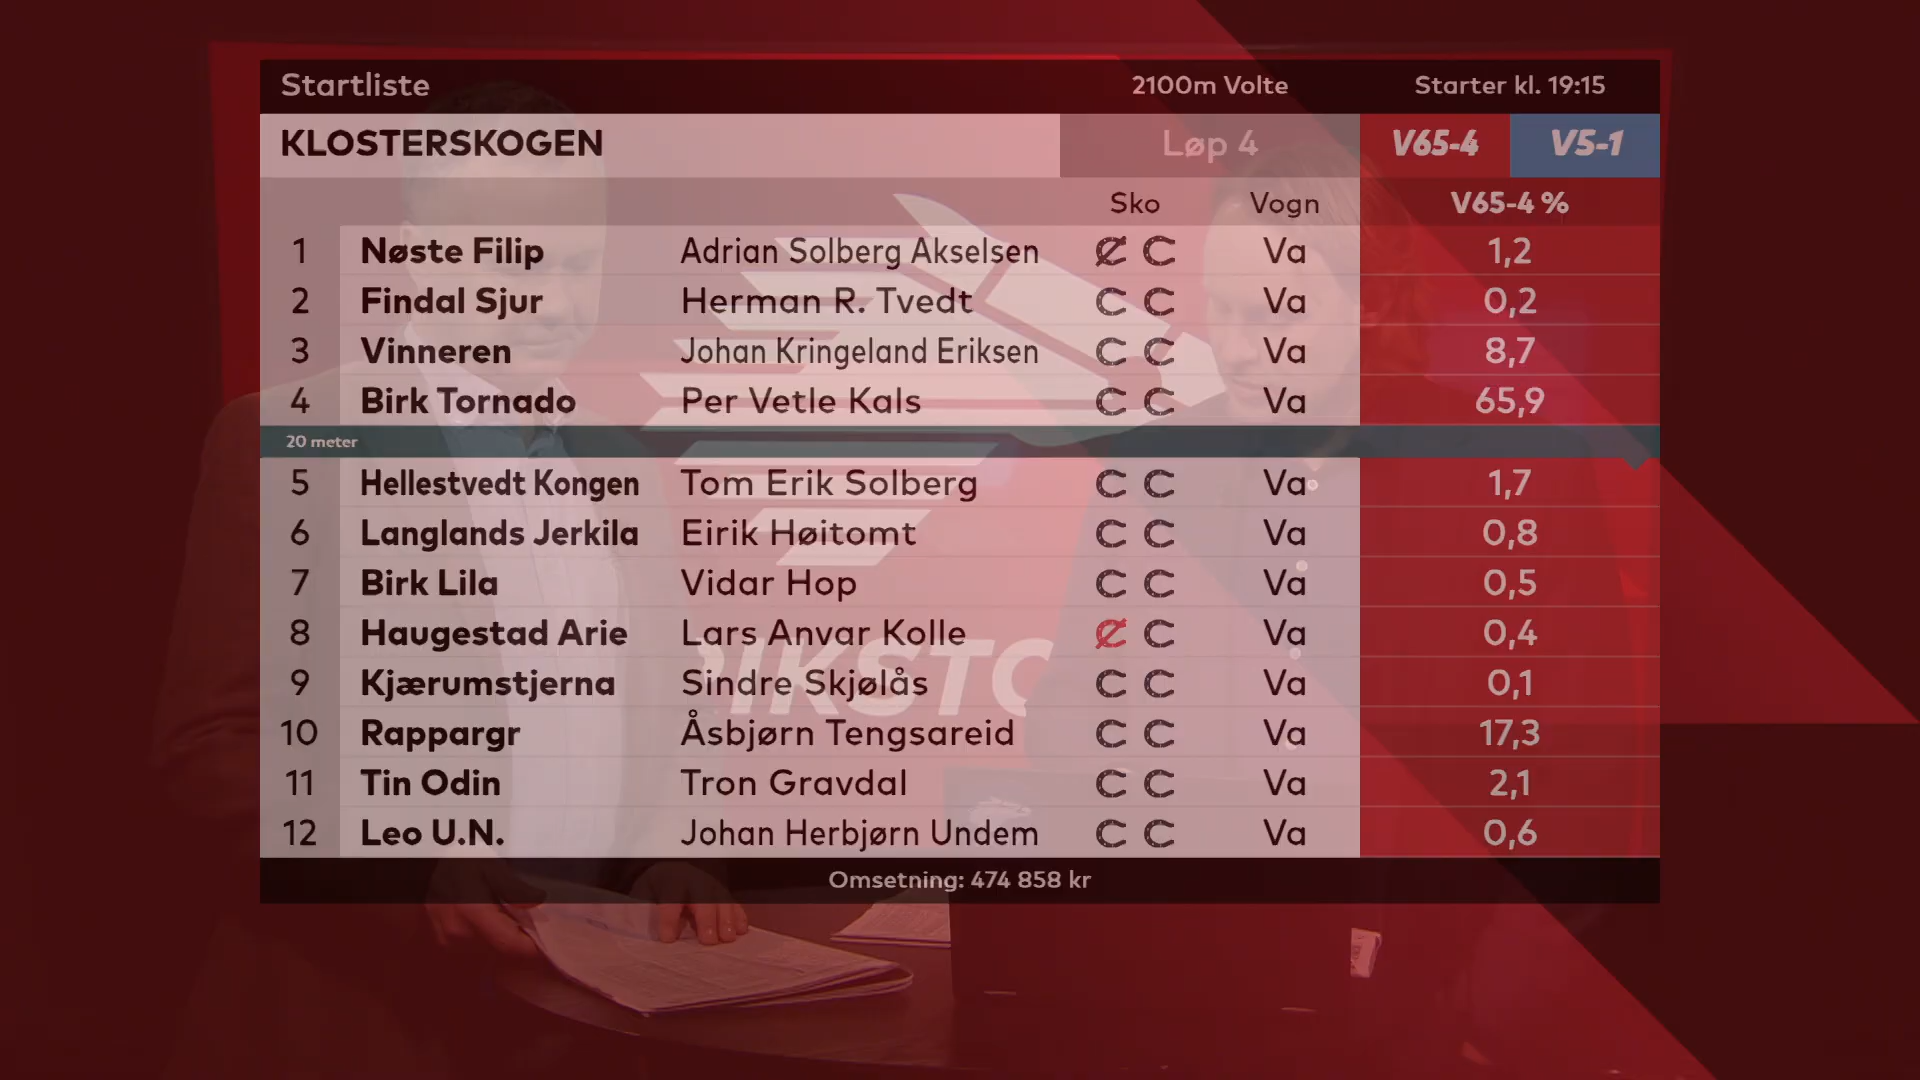 Startliste 2100m Volte Starter kl. 19:15
KLOSTERSKOGEN Løp 4 V65-4 V5-1
Sko Vogn V65-4 %
1 Nøste Filip Adrian Solberg Akselsen Va 1,2
2 Findal Sjur Herman R. Tvedt Va 0,2
3 Vinneren Johan Kringeland Eriksen Va 8,7
4 Birk Tornado Per Vetle Kals Va 65,9
20 meter
5 Hellestvedt Kongen Tom Erik Solberg Va 1,7
6 Langlands Jerkila Eirik Høitomt Va 0,8
7 Birk Lila Vidar Hop Va 0,5
8 Haugestad Arie Lars Anvar Kolle Va 0,4
9 Kjærumstjerna Sindre Skjølås Va 0,1
10 Rappargr Åsbjørn Tengsareid Va 17,3
11 Tin Odin Tron Gravdal Va 2,1
12 Leo U.N. Johan Herbjørn Undem Va 0,6
Omsetning: 474 858 kr